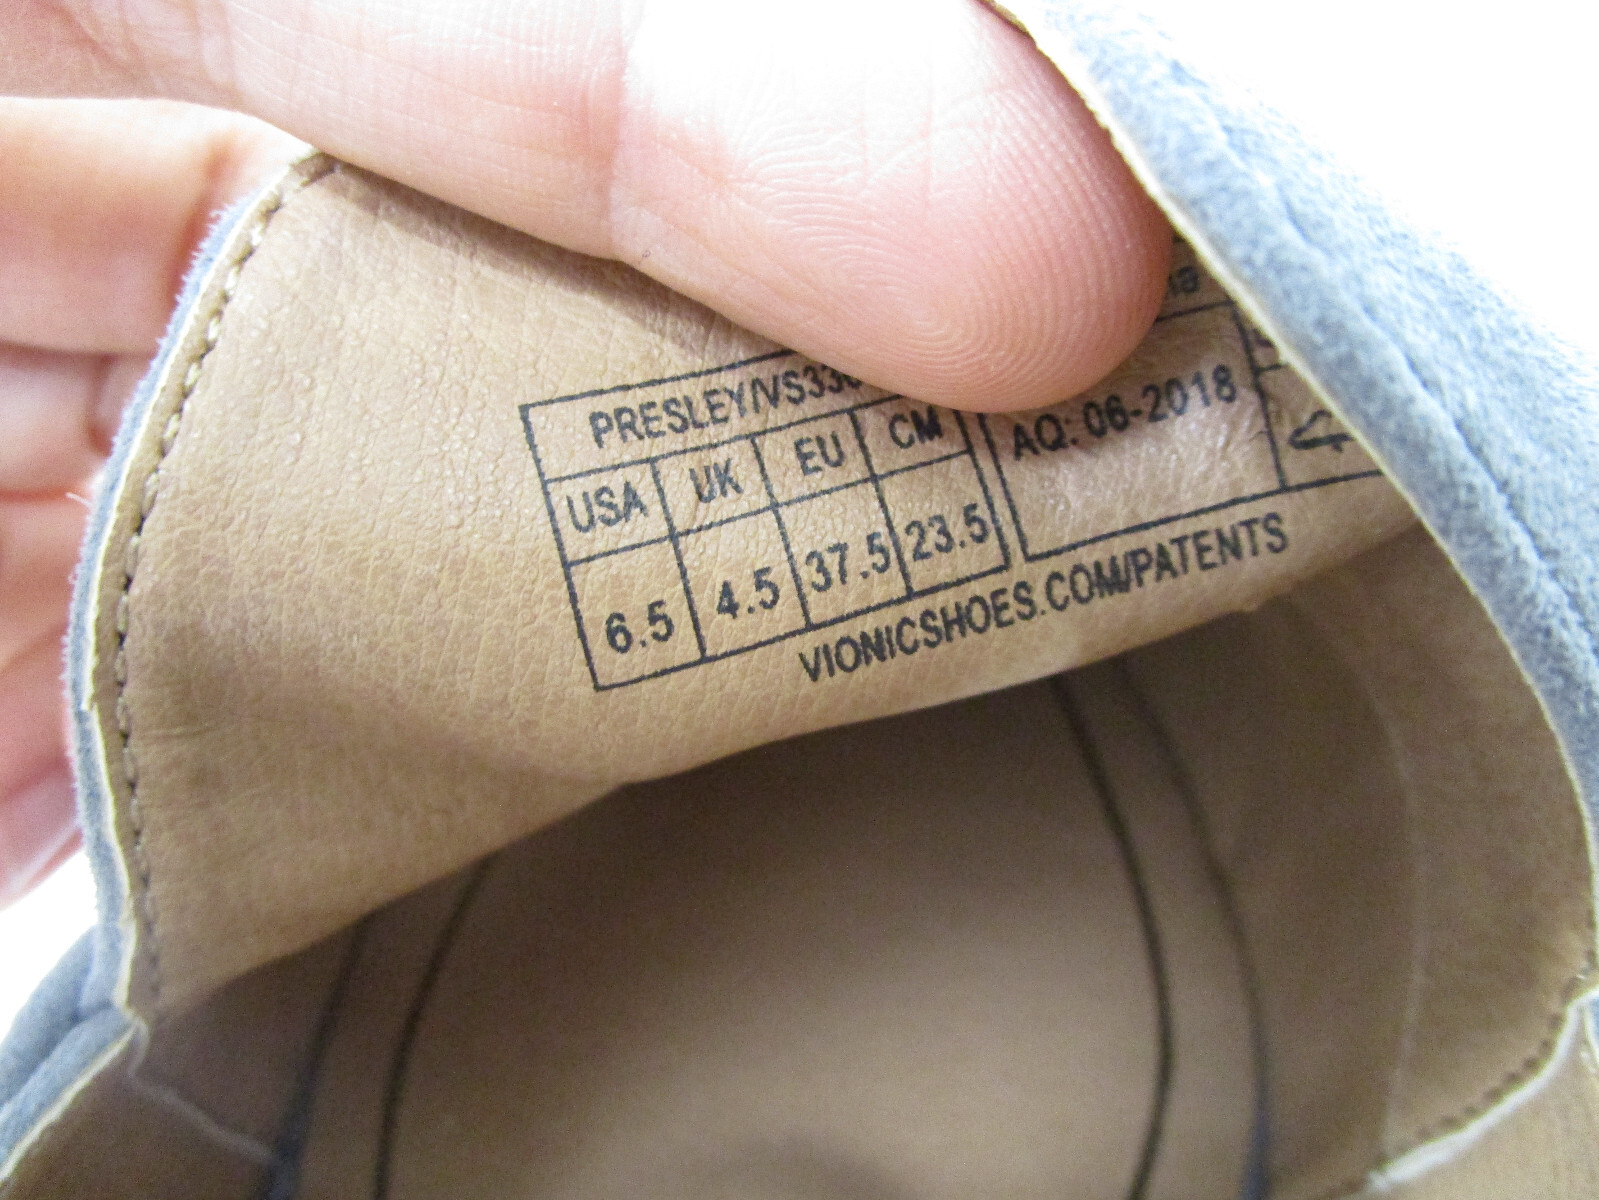 PRESLEY/VS33
USA UK EU CM
6.5 4.5 37.5 23.5
AQ: 06-2018
VIONICSHOES.COM/PATENTS